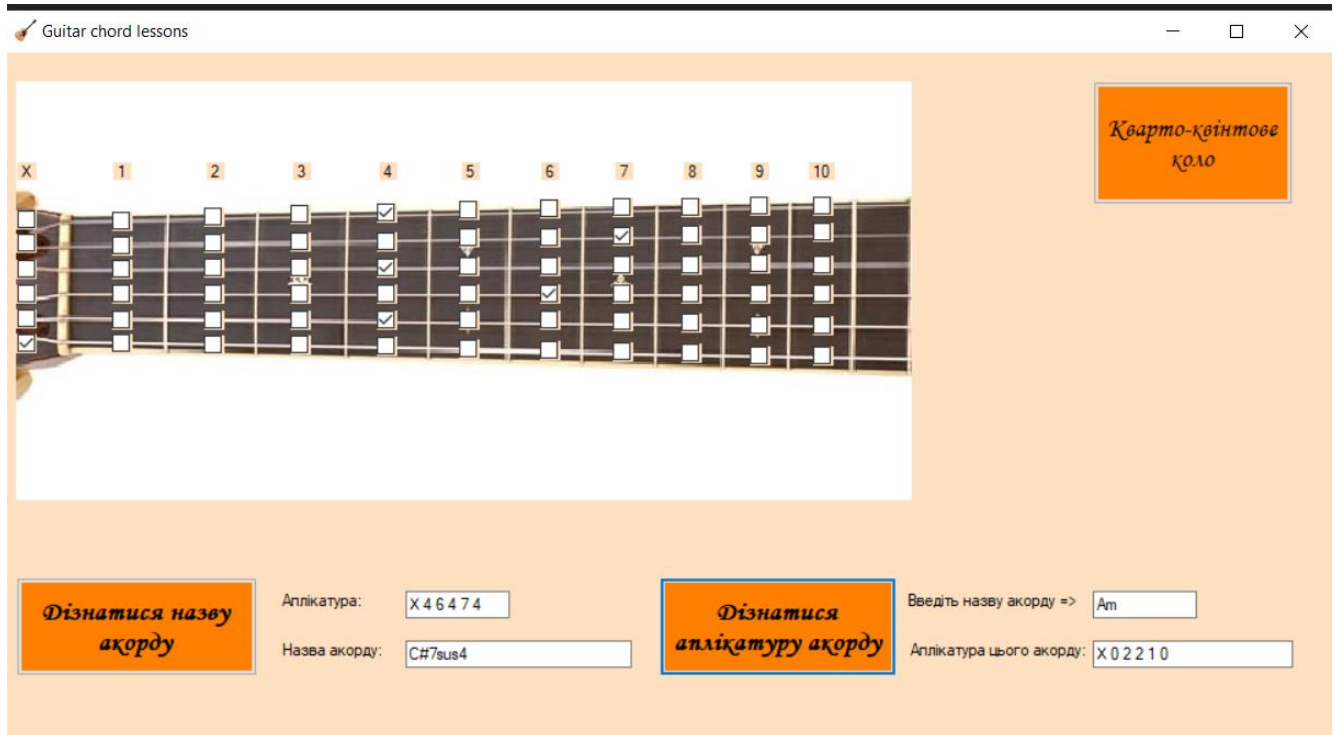 Guitar chord lessons
Кварто-квінтове
коло
X 1 2 3 4 5 6 7 8 9 10
Дізнатися назву
акорду
Аплікатура:
X 4 6 4 7 4
Назва акорду:
C#7sus4
Дізнатися
аплікатуру акорду
Введіть назву акорду =>
Am
Аплікатура цього акорду:
X 0 2 2 1 0